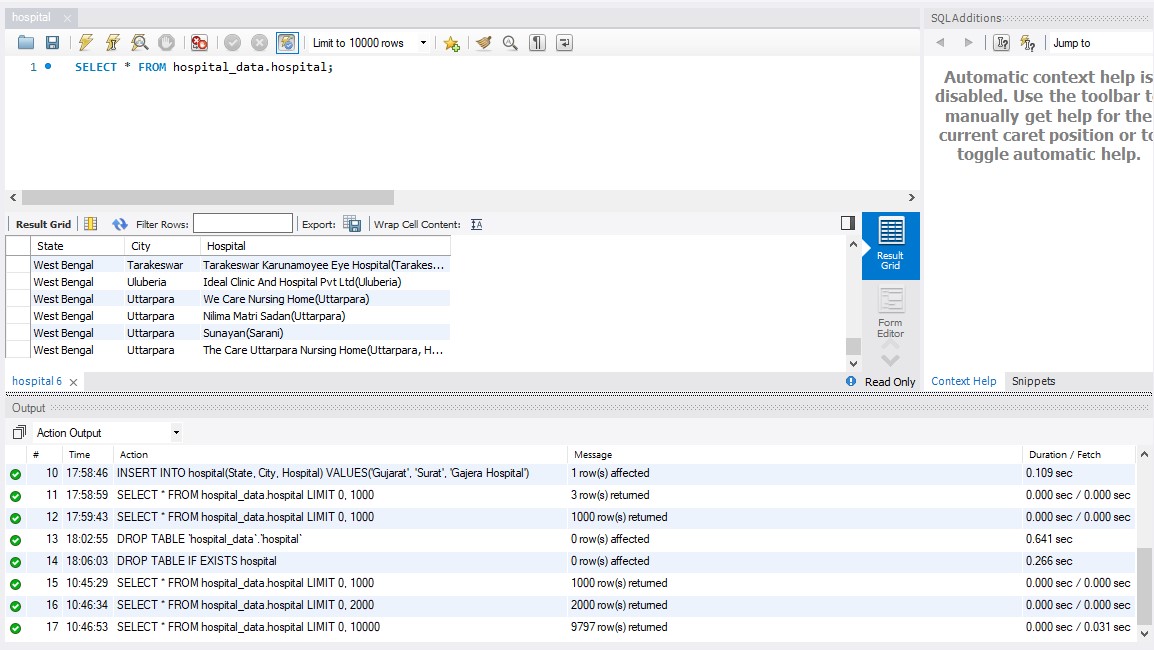 hospital
SQLAdditions
Limit to 10000 rows
Jump to
1 SELECT * FROM hospital_data.hospital;
Automatic context help is
disabled. Use the toolbar t
manually get help for the
current caret position or to
toggle automatic help.
Result Grid Filter Rows: Export: Wrap Cell Content:
State City Hospital
West Bengal Tarakeswar Tarakeswar Karunamoyee Eye Hospital(Tarakes...
West Bengal Uluberia Ideal Clinic And Hospital Pvt Ltd(Uluberia)
West Bengal Uttarpara We Care Nursing Home(Uttarpara)
West Bengal Uttarpara Nilima Matri Sadan(Uttarpara)
West Bengal Uttarpara Sunayan(Sarani)
West Bengal Uttarpara The Care Uttarpara Nursing Home(Uttarpara, H...
Result
Grid
Form
Editor
hospital 6
Read Only
Context Help Snippets
Output
Action Output
# Time Action Message Duration / Fetch
10 17:58:46 INSERT INTO hospital(State, City, Hospital) VALUES('Gujarat', 'Surat', 'Gajera Hospital') 1 row(s) affected 0.109 sec
11 17:58:59 SELECT * FROM hospital_data.hospital LIMIT 0, 1000 3 row(s) returned 0.000 sec / 0.000 sec
12 17:59:43 SELECT * FROM hospital_data.hospital LIMIT 0, 1000 1000 row(s) returned 0.000 sec / 0.000 sec
13 18:02:55 DROP TABLE `hospital_data`.`hospital` 0 row(s) affected 0.641 sec
14 18:06:03 DROP TABLE IF EXISTS hospital 0 row(s) affected 0.266 sec
15 10:45:29 SELECT * FROM hospital_data.hospital LIMIT 0, 1000 1000 row(s) returned 0.000 sec / 0.000 sec
16 10:46:34 SELECT * FROM hospital_data.hospital LIMIT 0, 2000 2000 row(s) returned 0.000 sec / 0.000 sec
17 10:46:53 SELECT * FROM hospital_data.hospital LIMIT 0, 10000 9797 row(s) returned 0.000 sec / 0.031 sec